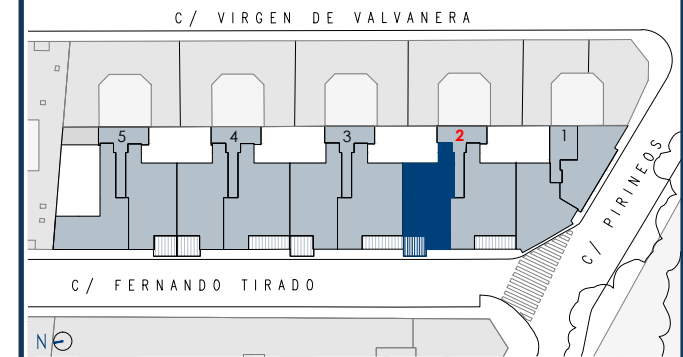 C/ VIRGEN DE VALVANERA
5 4 3 2 1
C/ PIRINEOS
C/ FERNANDO TIRADO
N